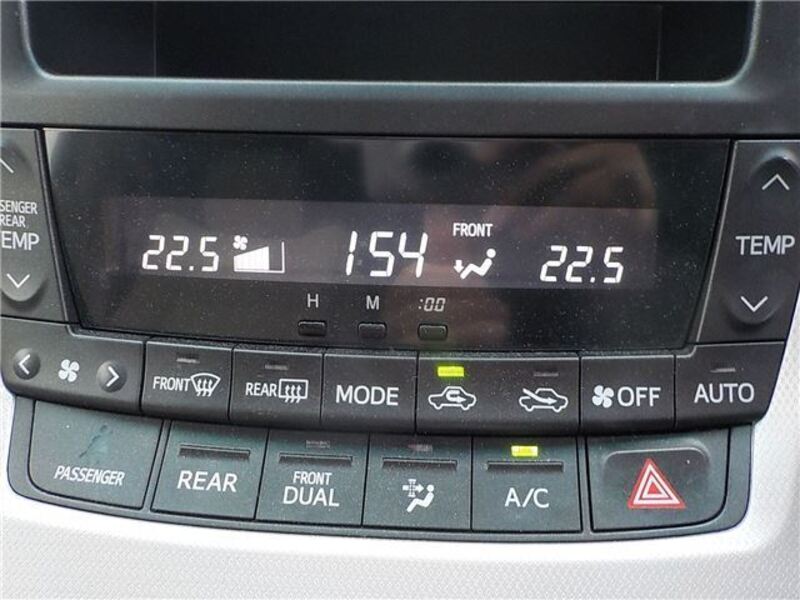 SENGER
REAR
TEMP
22.5 154 FRONT 22.5
TEMP
H M :00
FRONT REAR MODE OFF AUTO
PASSENGER REAR FRONT DUAL A/C